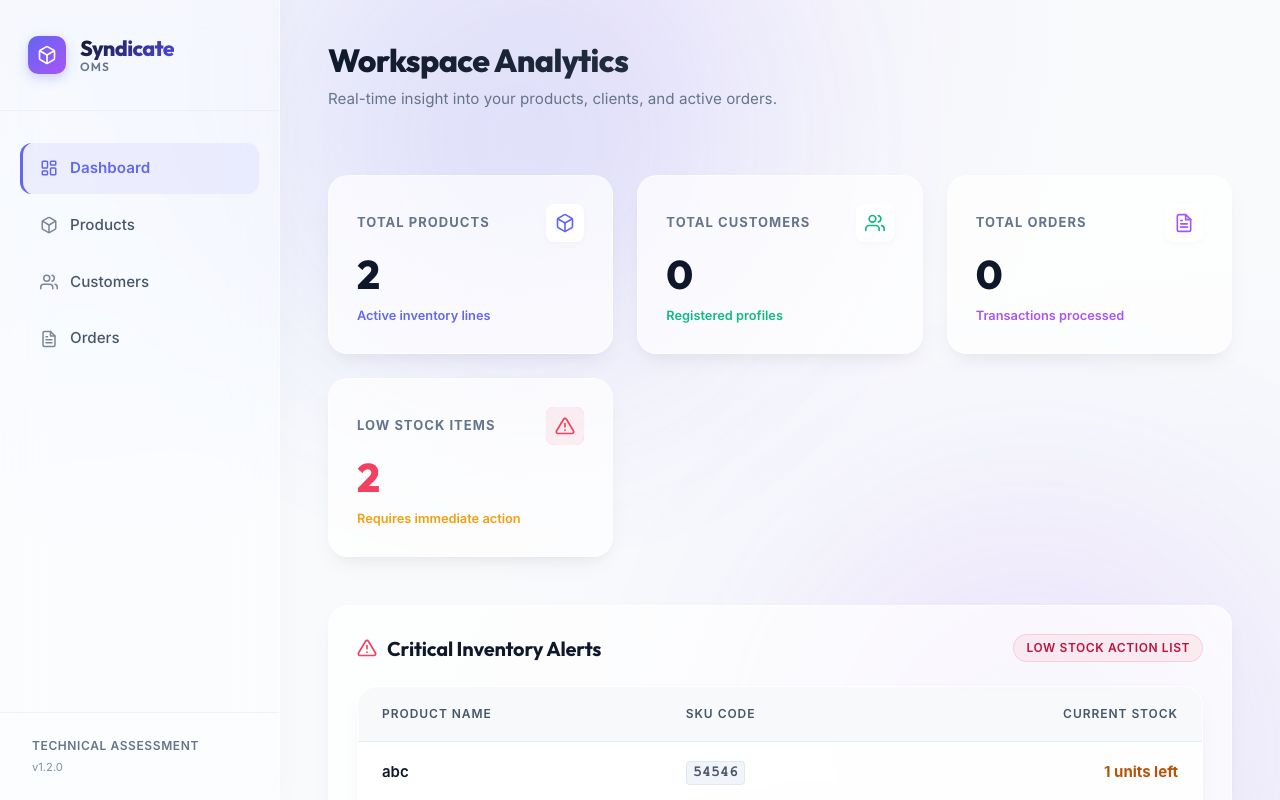 Syndicate
OMS
Dashboard
Products
Customers
Orders
TECHNICAL ASSESSMENT
v1.2.0
Workspace Analytics
Real-time insight into your products, clients, and active orders.
TOTAL PRODUCTS
2
Active inventory lines
TOTAL CUSTOMERS
0
Registered profiles
TOTAL ORDERS
0
Transactions processed
LOW STOCK ITEMS
2
Requires immediate action
Critical Inventory Alerts
LOW STOCK ACTION LIST
PRODUCT NAME SKU CODE CURRENT STOCK
abc 54546 1 units left